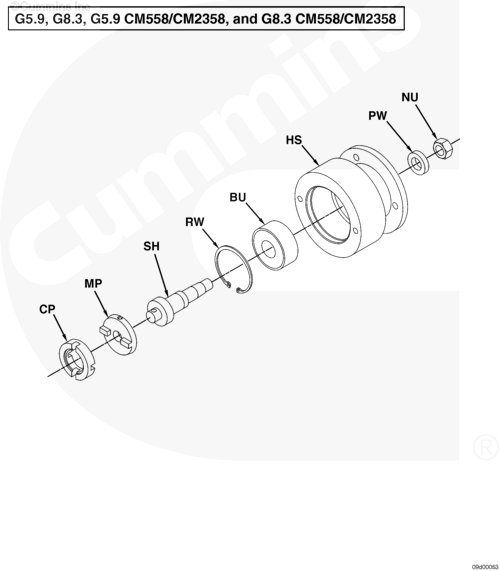 ©Cummins Inc
G5.9, G8.3, G5.9 CM558/CM2358, and G8.3 CM558/CM2358
NU
PW
HS
BU
RW
SH
MP
CP
Cummins
®
09d00083